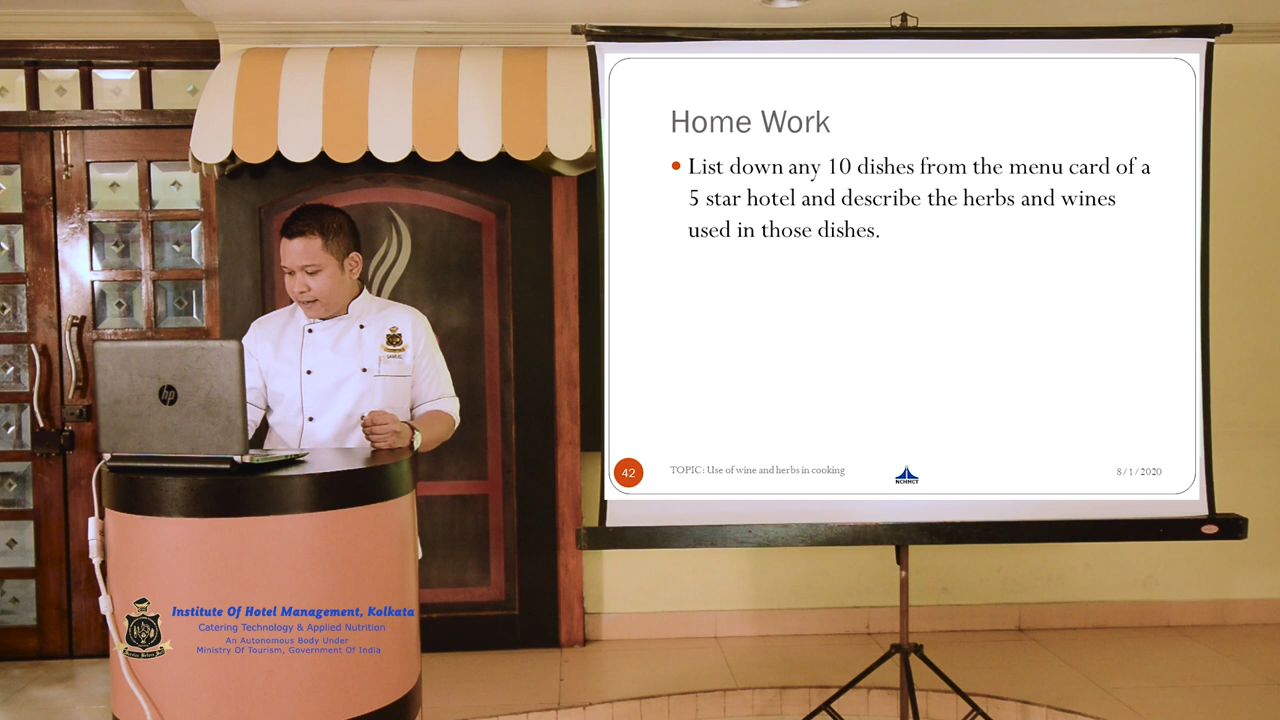 Home Work
List down any 10 dishes from the menu card of a
5 star hotel and describe the herbs and wines
used in those dishes.
42
TOPIC: Use of wine and herbs in cooking
NCHMCT
8/1/2020
hp
SAMUEL
Institute Of Hotel Management, Kolkata
Catering Technology & Applied Nutrition
An Autonomous Body Under
Ministry Of Tourism, Government Of India